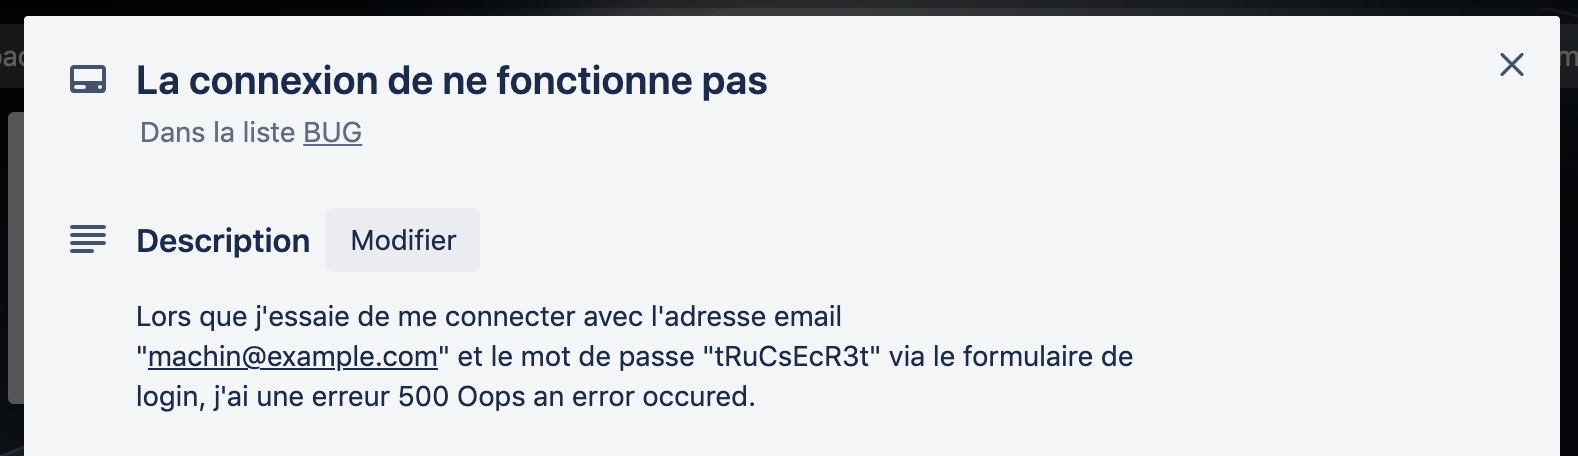 La connexion de ne fonctionne pas
Dans la liste BUG
Description Modifier
Lors que j'essaie de me connecter avec l'adresse email
"machin@example.com" et le mot de passe "tRuCsEcR3t" via le formulaire de
login, j'ai une erreur 500 Oops an error occured.